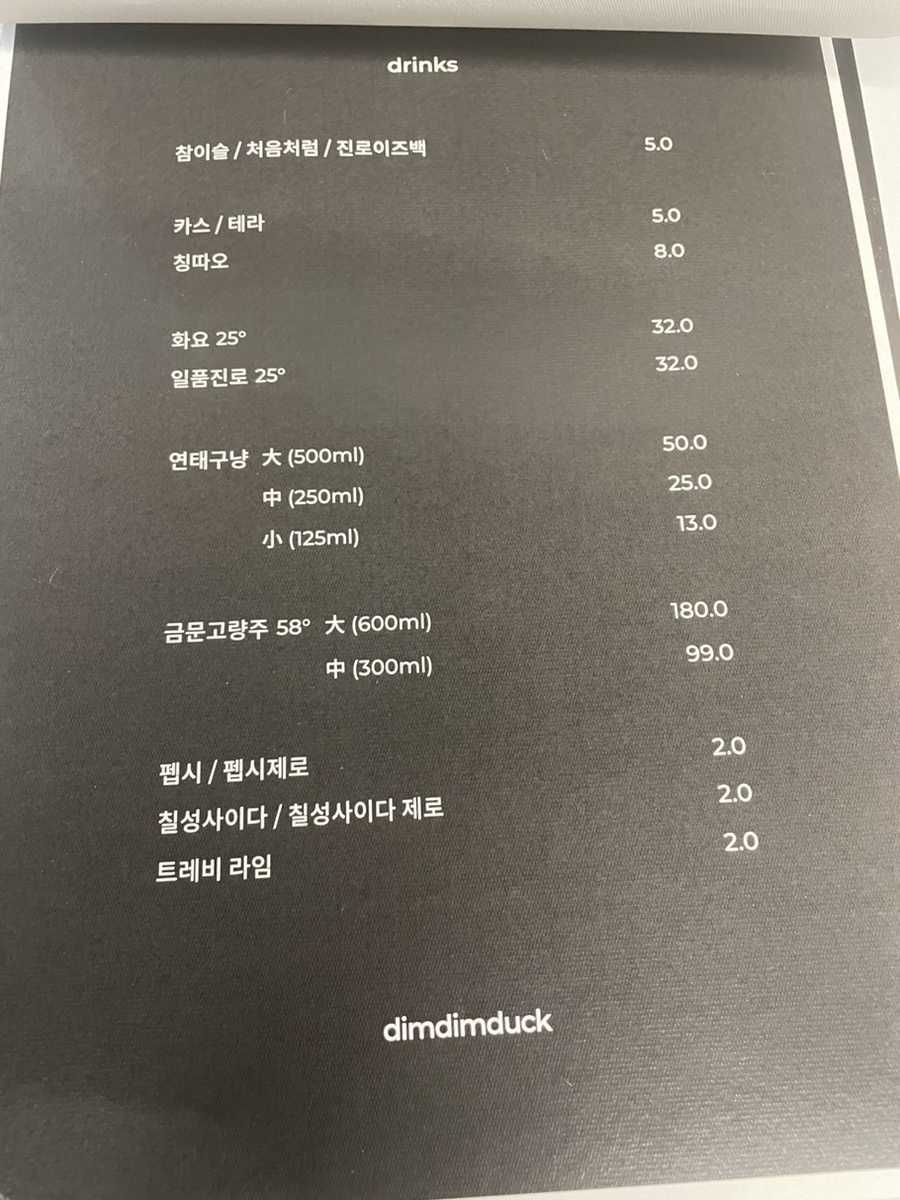 drinks
참이슬 / 처음처럼 / 진로이즈백 5.0
카스 / 테라 5.0
칭따오 8.0
화요 25° 32.0
일품진로 25° 32.0
연태구냥 大 (500ml) 50.0
中 (250ml) 25.0
小 (125ml) 13.0
금문고량주 58° 大 (600ml) 180.0
中 (300ml) 99.0
펩시 / 펩시제로 2.0
칠성사이다 / 칠성사이다 제로 2.0
트레비 라임 2.0
dimdimduck